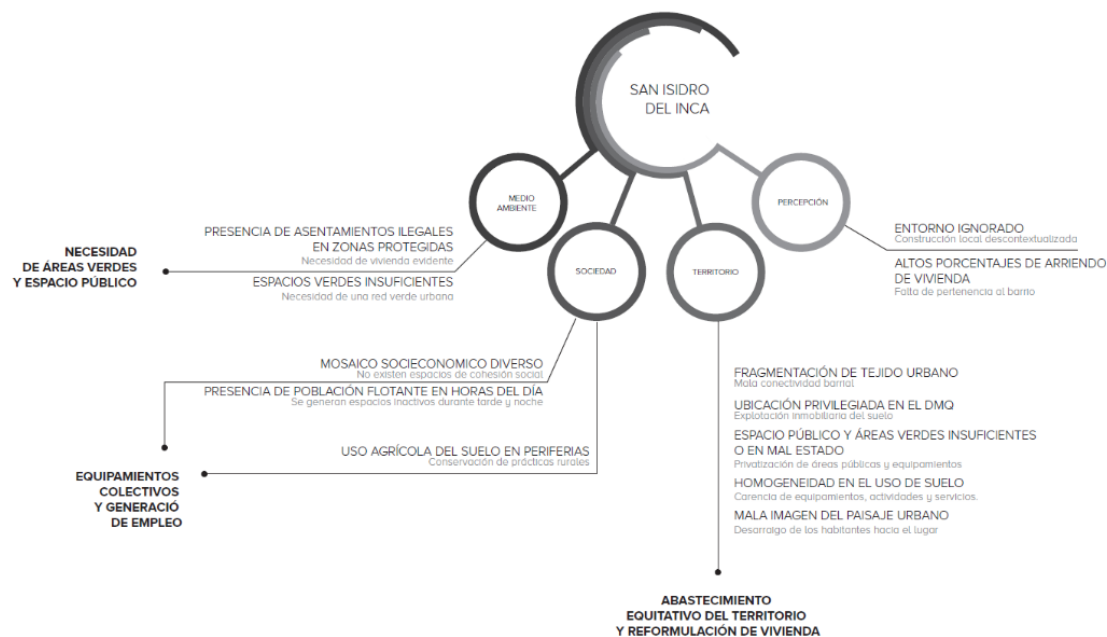 SAN ISIDRO
DEL INCA
MEDIO
AMBIENTE
PERCEPCIÓN
SOCIEDAD
TERRITORIO
NECESIDAD
DE ÁREAS VERDES
Y ESPACIO PÚBLICO
PRESENCIA DE ASENTAMIENTOS ILEGALES
EN ZONAS PROTEGIDAS
Necesidad de vivienda evidente
ESPACIOS VERDES INSUFICIENTES
Necesidad de una red verde urbana
ENTORNO IGNORADO
Construcción local descontextualizada
ALTOS PORCENTAJES DE ARRIENDO
DE VIVIENDA
Falta de pertenencia al barrio
MOSAICO SOCIECONOMICO DIVERSO
No existen espacios de cohesión social
PRESENCIA DE POBLACIÓN FLOTANTE EN HORAS DEL DÍA
Se generan espacios inactivos durante tarde y noche
USO AGRÍCOLA DEL SUELO EN PERIFERIAS
Conservación de prácticas rurales
EQUIPAMIENTOS
COLECTIVOS
Y GENERACIÓ
DE EMPLEO
FRAGMENTACIÓN DE TEJIDO URBANO
Mala conectividad barrial
UBICACIÓN PRIVILEGIADA EN EL DMQ
Explotación inmobiliaria del suelo
ESPACIO PÚBLICO Y ÁREAS VERDES INSUFICIENTES
O EN MAL ESTADO
Privatización de áreas públicas y equipamientos
HOMOGENEIDAD EN EL USO DE SUELO
Carencia de equipamientos, actividades y servicios.
MALA IMAGEN DEL PAISAJE URBANO
Desarraigo de los habitantes hacia el lugar
ABASTECIMIENTO
EQUITATIVO DEL TERRITORIO
Y REFORMULACIÓN DE VIVIENDA